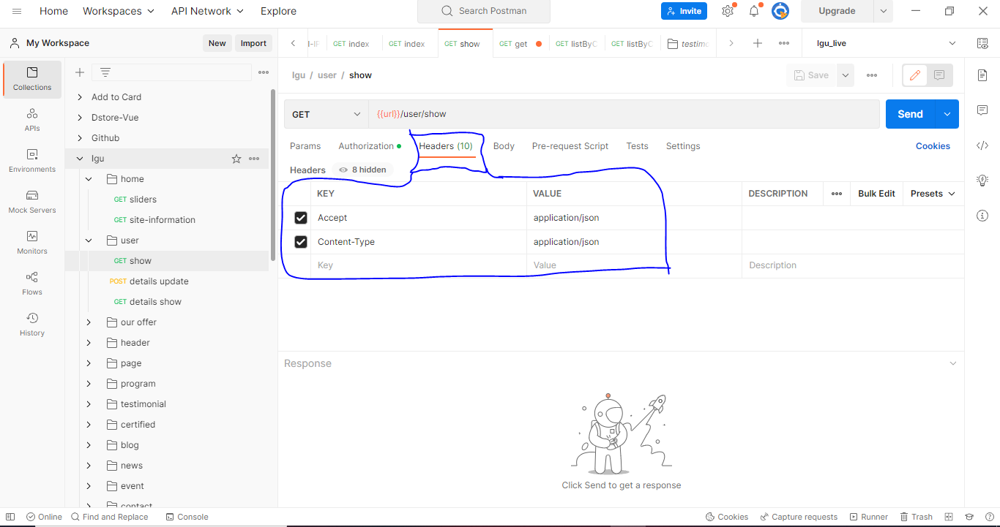 Home Workspaces API Network Explore Search Postman Invite Upgrade
My Workspace New Import GET index GET index GET show GET get GET listByC GET listByC testimo Igu_live
Igu / user / show Save
Collections
APIs
Environments
Mock Servers
Monitors
Flows
History
Add to Card
Dstore-Vue
Github
Igu
home
GET sliders
GET site-information
user
GET show
POST details update
GET details show
our offer
header
page
program
testimonial
certified
blog
news
event
contact
GET {{url}}/user/show Send
Params Authorization Headers (10) Body Pre-request Script Tests Settings Cookies
Headers 8 hidden
KEY VALUE DESCRIPTION Bulk Edit Presets
Accept application/json
Content-Type application/json
Key Value Description
Response
Click Send to get a response
Online Find and Replace Console Cookies Capture requests Runner Trash